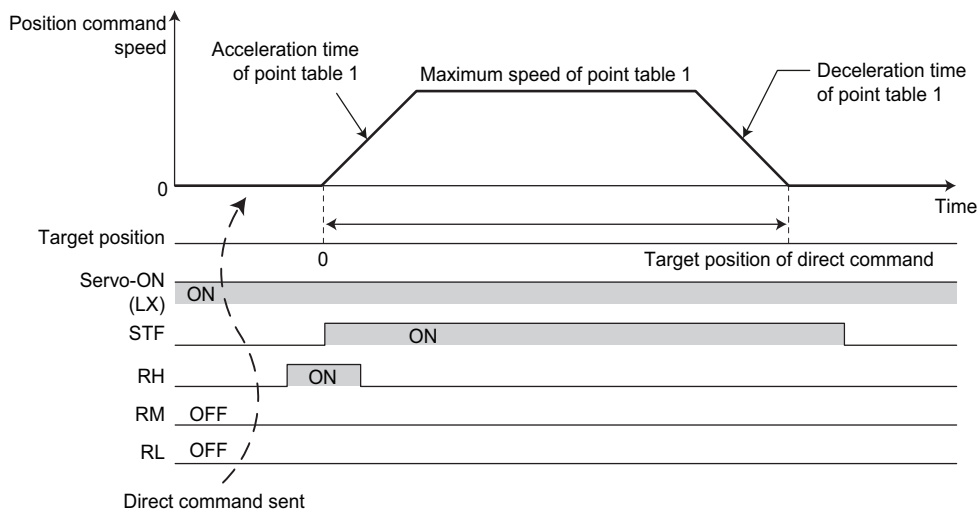 Position command
speed
Acceleration time
of point table 1
Maximum speed of point table 1
Deceleration time
of point table 1
0
Time
Target position
0
Target position of direct command
Servo-ON
(LX)
ON
STF
ON
RH
ON
RM
OFF
RL
OFF
Direct command sent